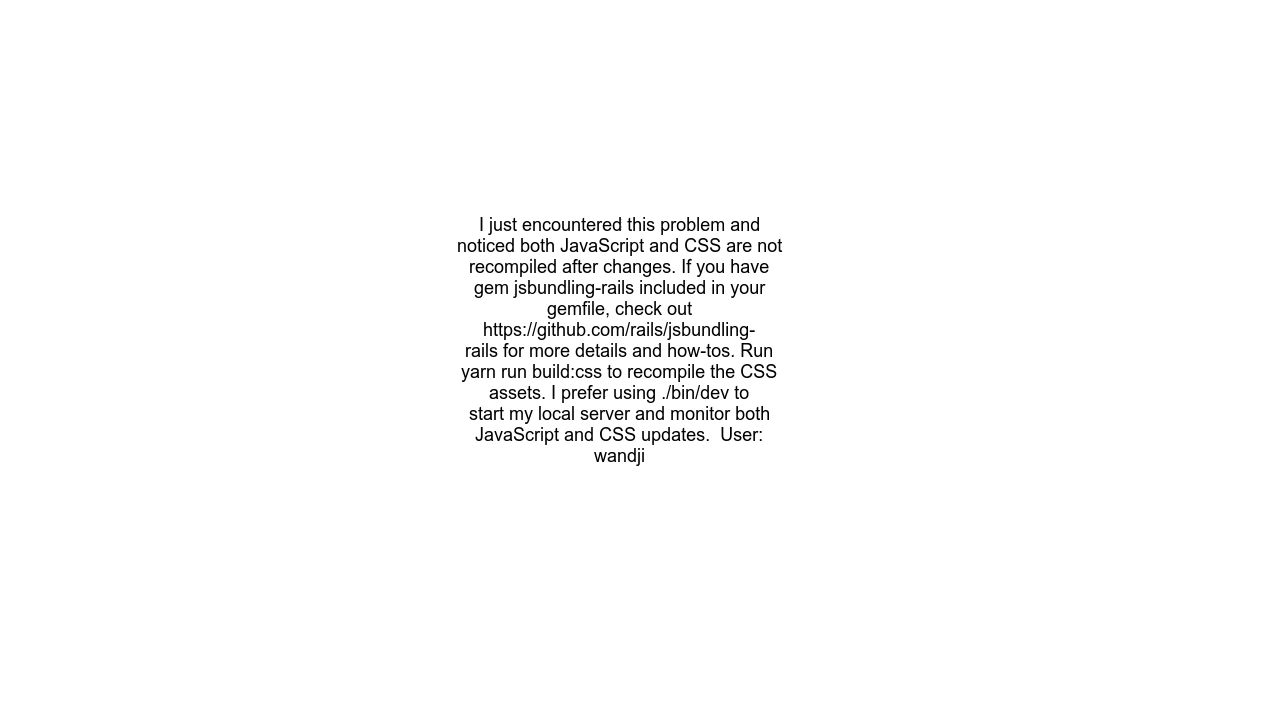 I just encountered this problem and
noticed both JavaScript and CSS are not
recompiled after changes. If you have
gem jsbundling-rails included in your
gemfile, check out
https://github.com/rails/jsbundling-
rails for more details and how-tos. Run
yarn run build:css to recompile the CSS
assets. I prefer using ./bin/dev to
start my local server and monitor both
JavaScript and CSS updates.  User:
wandji